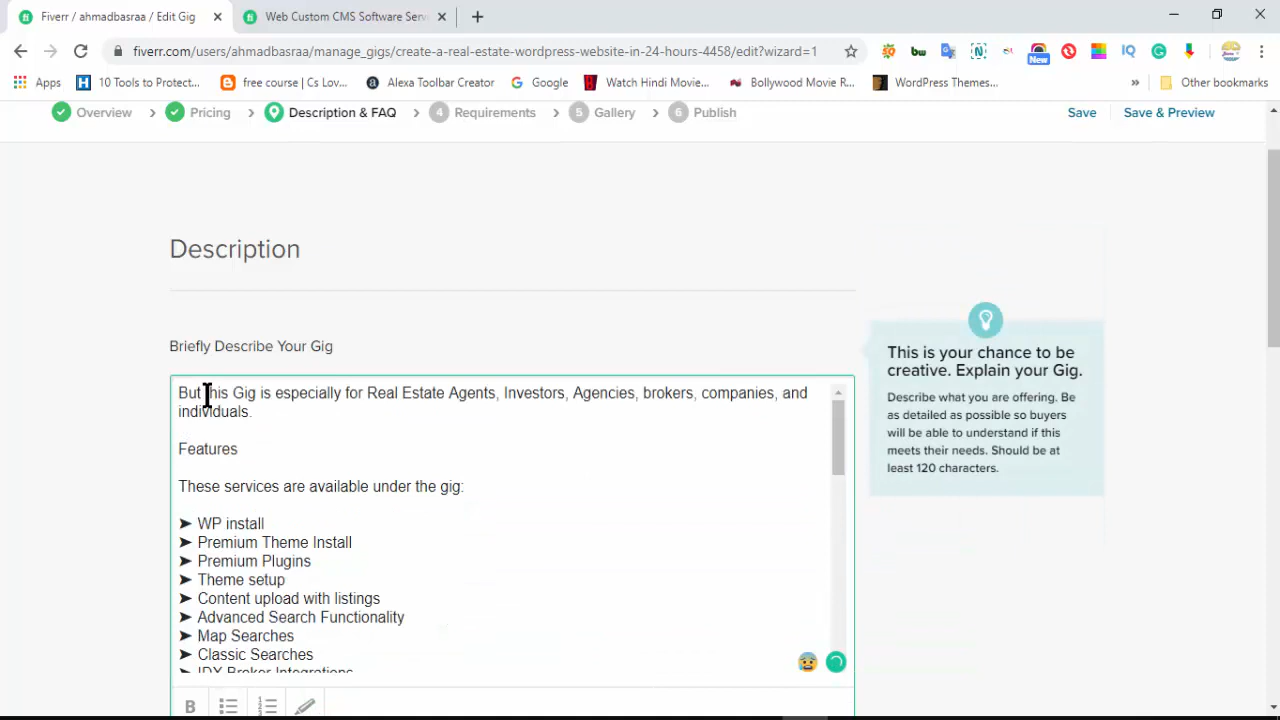 Fiverr / ahmadbasraa / Edit Gig
Web Custom CMS Software Serv
fiverr.com/users/ahmadbasraa/manage_gigs/create-a-real-estate-wordpress-website-in-24-hours-4458/edit?wizard=1
New
Apps
10 Tools to Protect...
free course | Cs Lov...
Alexa Toolbar Creator
Google
Watch Hindi Movie...
Bollywood Movie R...
WordPress Themes...
»
Other bookmarks
Overview
Pricing
Description & FAQ
4 Requirements
5 Gallery
6 Publish
Save
Save & Preview
Description
Briefly Describe Your Gig
But this Gig is especially for Real Estate Agents, Investors, Agencies, brokers, companies, and
individuals.
Features
These services are available under the gig:
➤ WP install
➤ Premium Theme Install
➤ Premium Plugins
➤ Theme setup
➤ Content upload with listings
➤ Advanced Search Functionality
➤ Map Searches
➤ Classic Searches
➤ IDX Broker Integrations
B
This is your chance to be
creative. Explain your Gig.
Describe what you are offering. Be
as detailed as possible so buyers
will be able to understand if this
meets their needs. Should be at
least 120 characters.